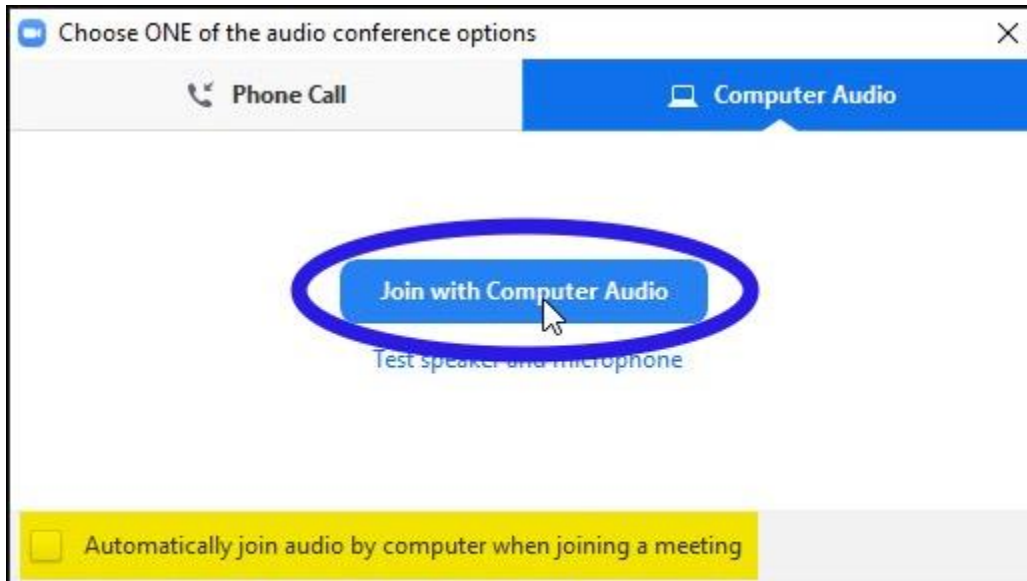 Choose ONE of the audio conference options
Phone Call
Computer Audio
Join with Computer Audio
Test speaker and microphone
Automatically join audio by computer when joining a meeting